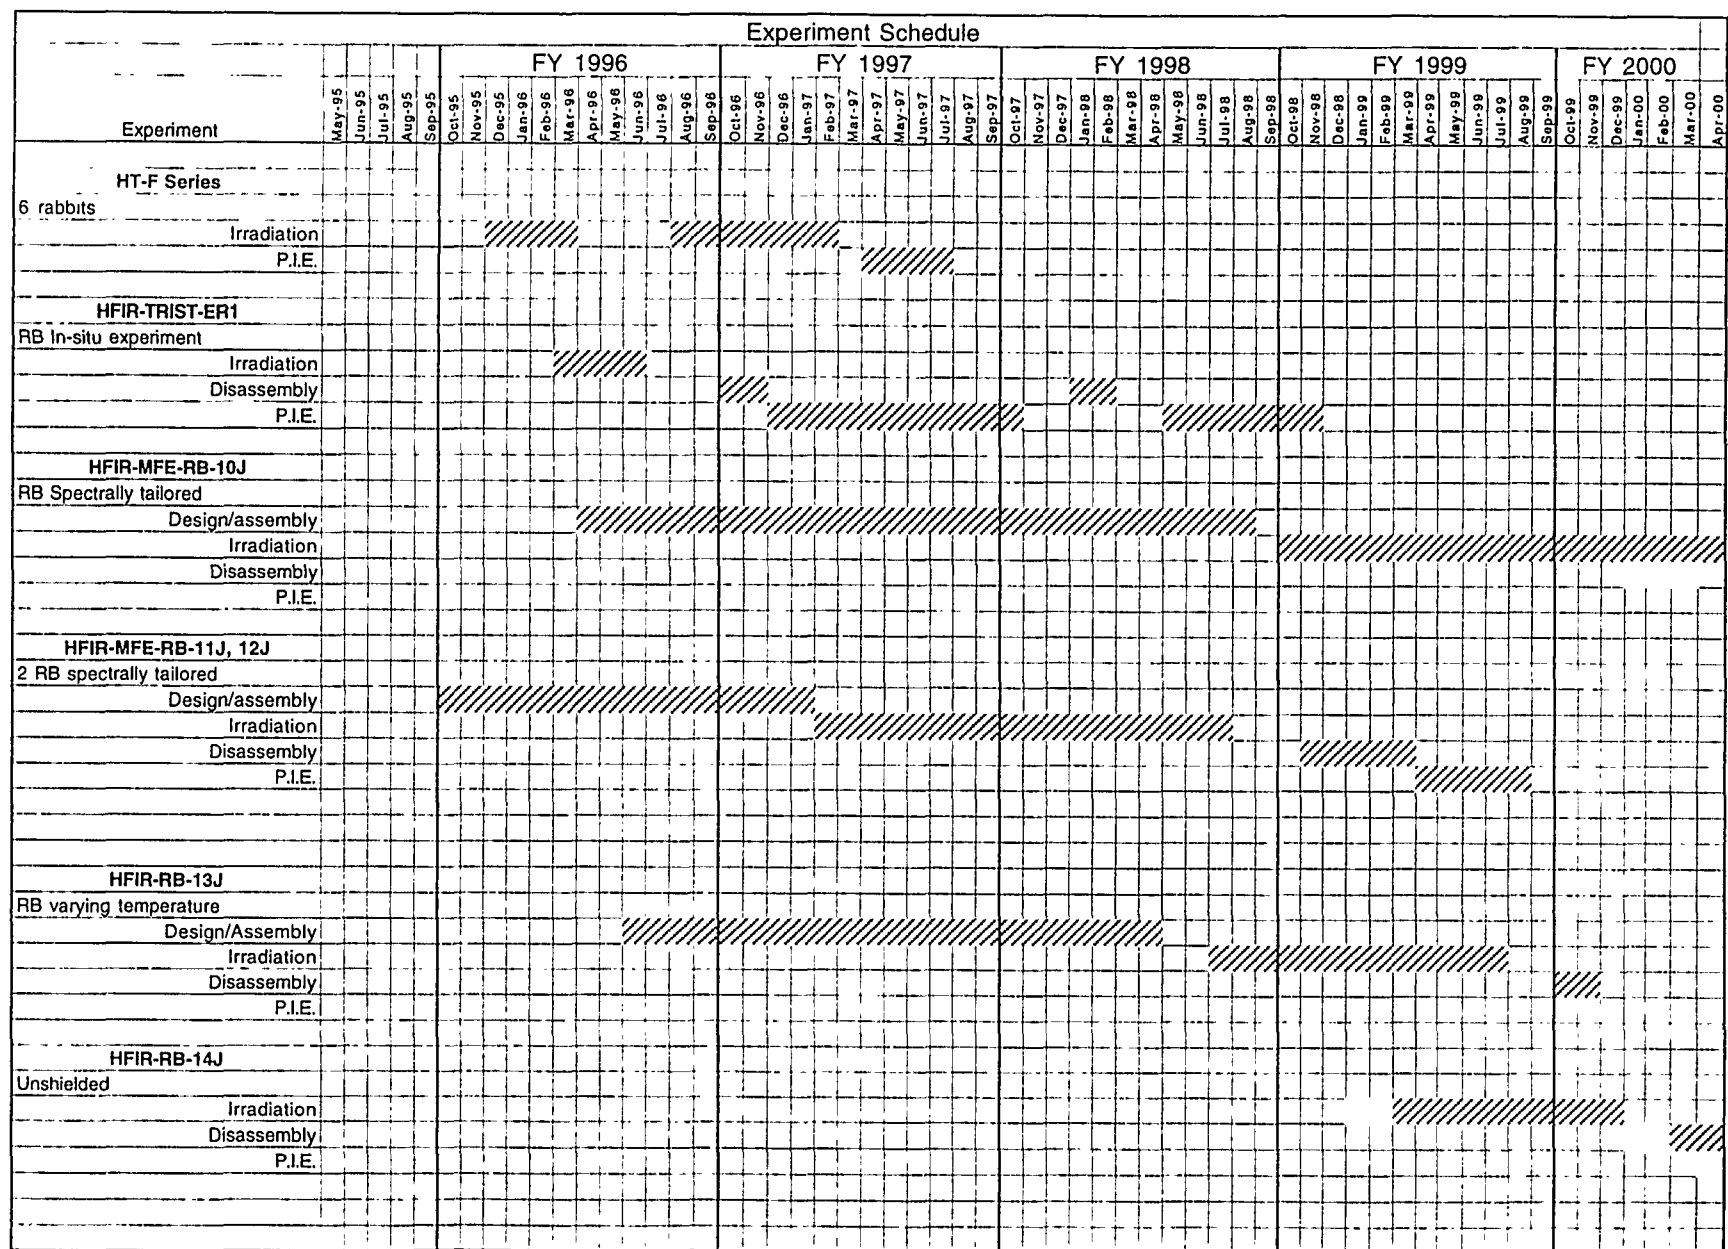 Experiment Schedule
FY 1996 FY 1997 FY 1998 FY 1999 FY 2000
Experiment May-95 Jun-95 Jul-95 Aug-95 Sep-95 Oct-95 Nov-95 Dec-95 Jan-96 Feb-96 Mar-96 Apr-96 May-96 Jun-96 Jul-96 Aug-96 Sep-96 Oct-96 Nov-96 Dec-96 Jan-97 Feb-97 Mar-97 Apr-97 May-97 Jun-97 Jul-97 Aug-97 Sep-97 Oct-97 Nov-97 Dec-97 Jan-98 Feb-98 Mar-98 Apr-98 May-98 Jun-98 Jul-98 Aug-98 Sep-98 Oct-98 Nov-98 Dec-98 Jan-99 Feb-99 Mar-99 Apr-99 May-99 Jun-99 Jul-99 Aug-99 Sep-99 Oct-99 Nov-99 Dec-99 Jan-00 Feb-00 Mar-00 Apr-00
HT-F Series
6 rabbits
Irradiation
P.I.E.
HFIR-TRIST-ER1
RB In-situ experiment
Irradiation
Disassembly
P.I.E.
HFIR-MFE-RB-10J
RB Spectrally tailored
Design/assembly
Irradiation
Disassembly
P.I.E.
HFIR-MFE-RB-11J, 12J
2 RB spectrally tailored
Design/assembly
Irradiation
Disassembly
P.I.E.
HFIR-RB-13J
RB varying temperature
Design/Assembly
Irradiation
Disassembly
P.I.E.
HFIR-RB-14J
Unshielded
Irradiation
Disassembly
P.I.E.